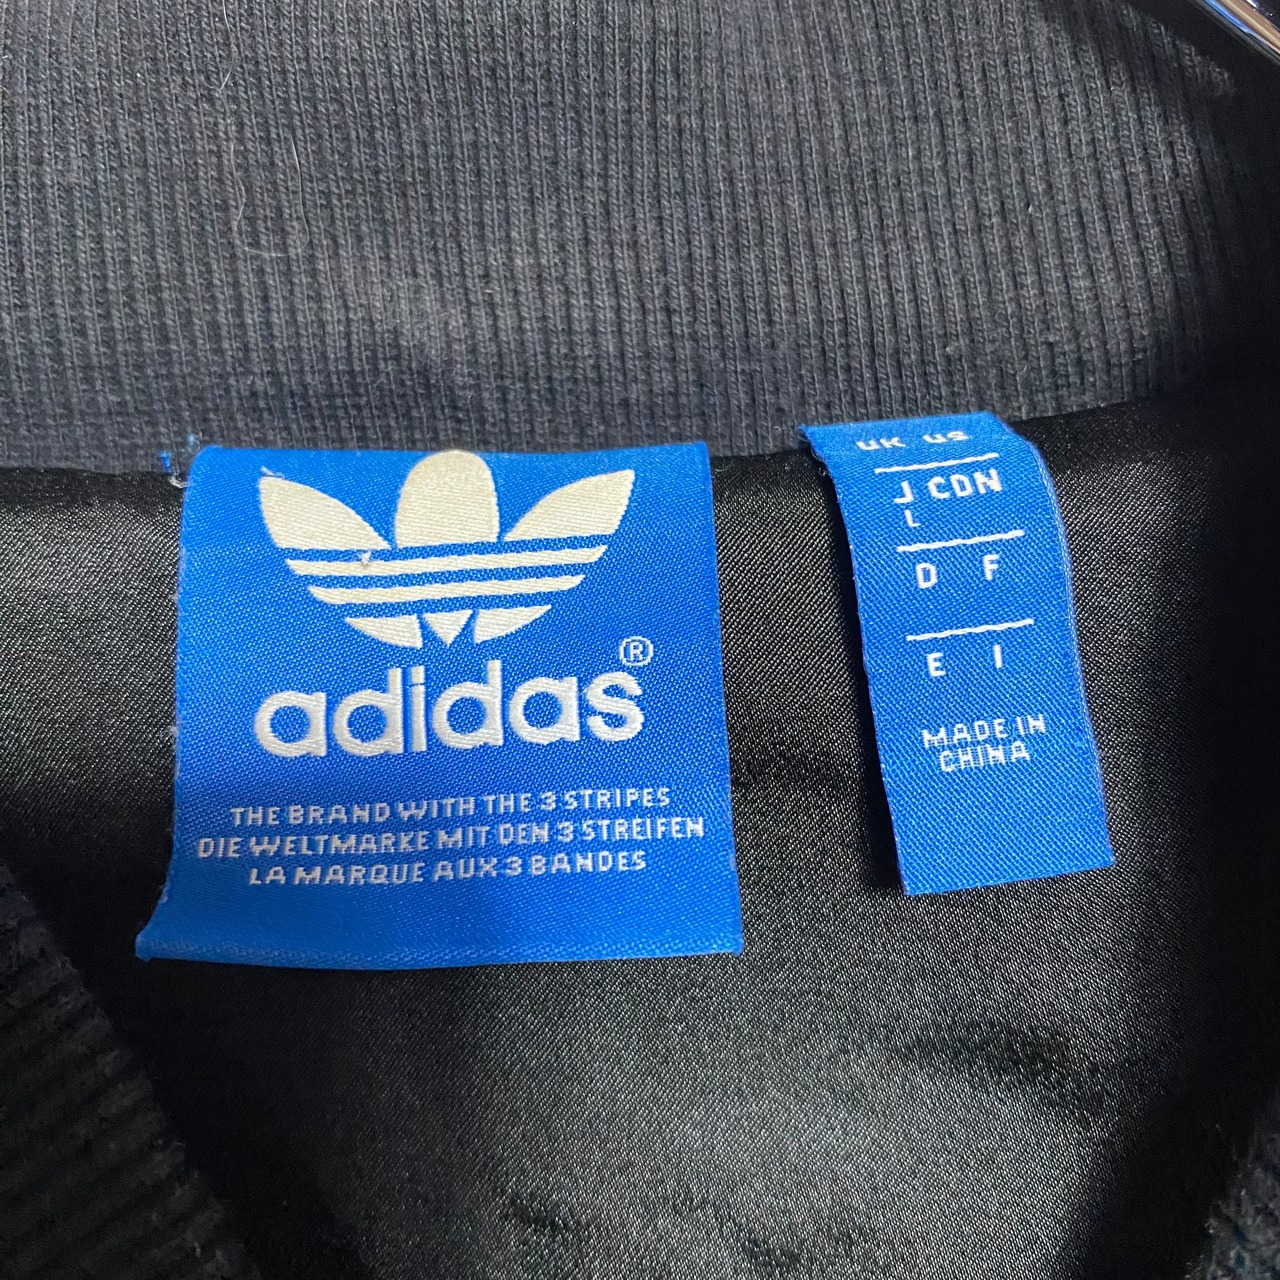 adidas®
THE BRAND WITH THE 3 STRIPES
DIE WELTMARKE MIT DEN 3 STREIFEN
LA MARQUE AUX 3 BANDES
UK US
J CDN
L
D F
E I
MADE IN
CHINA